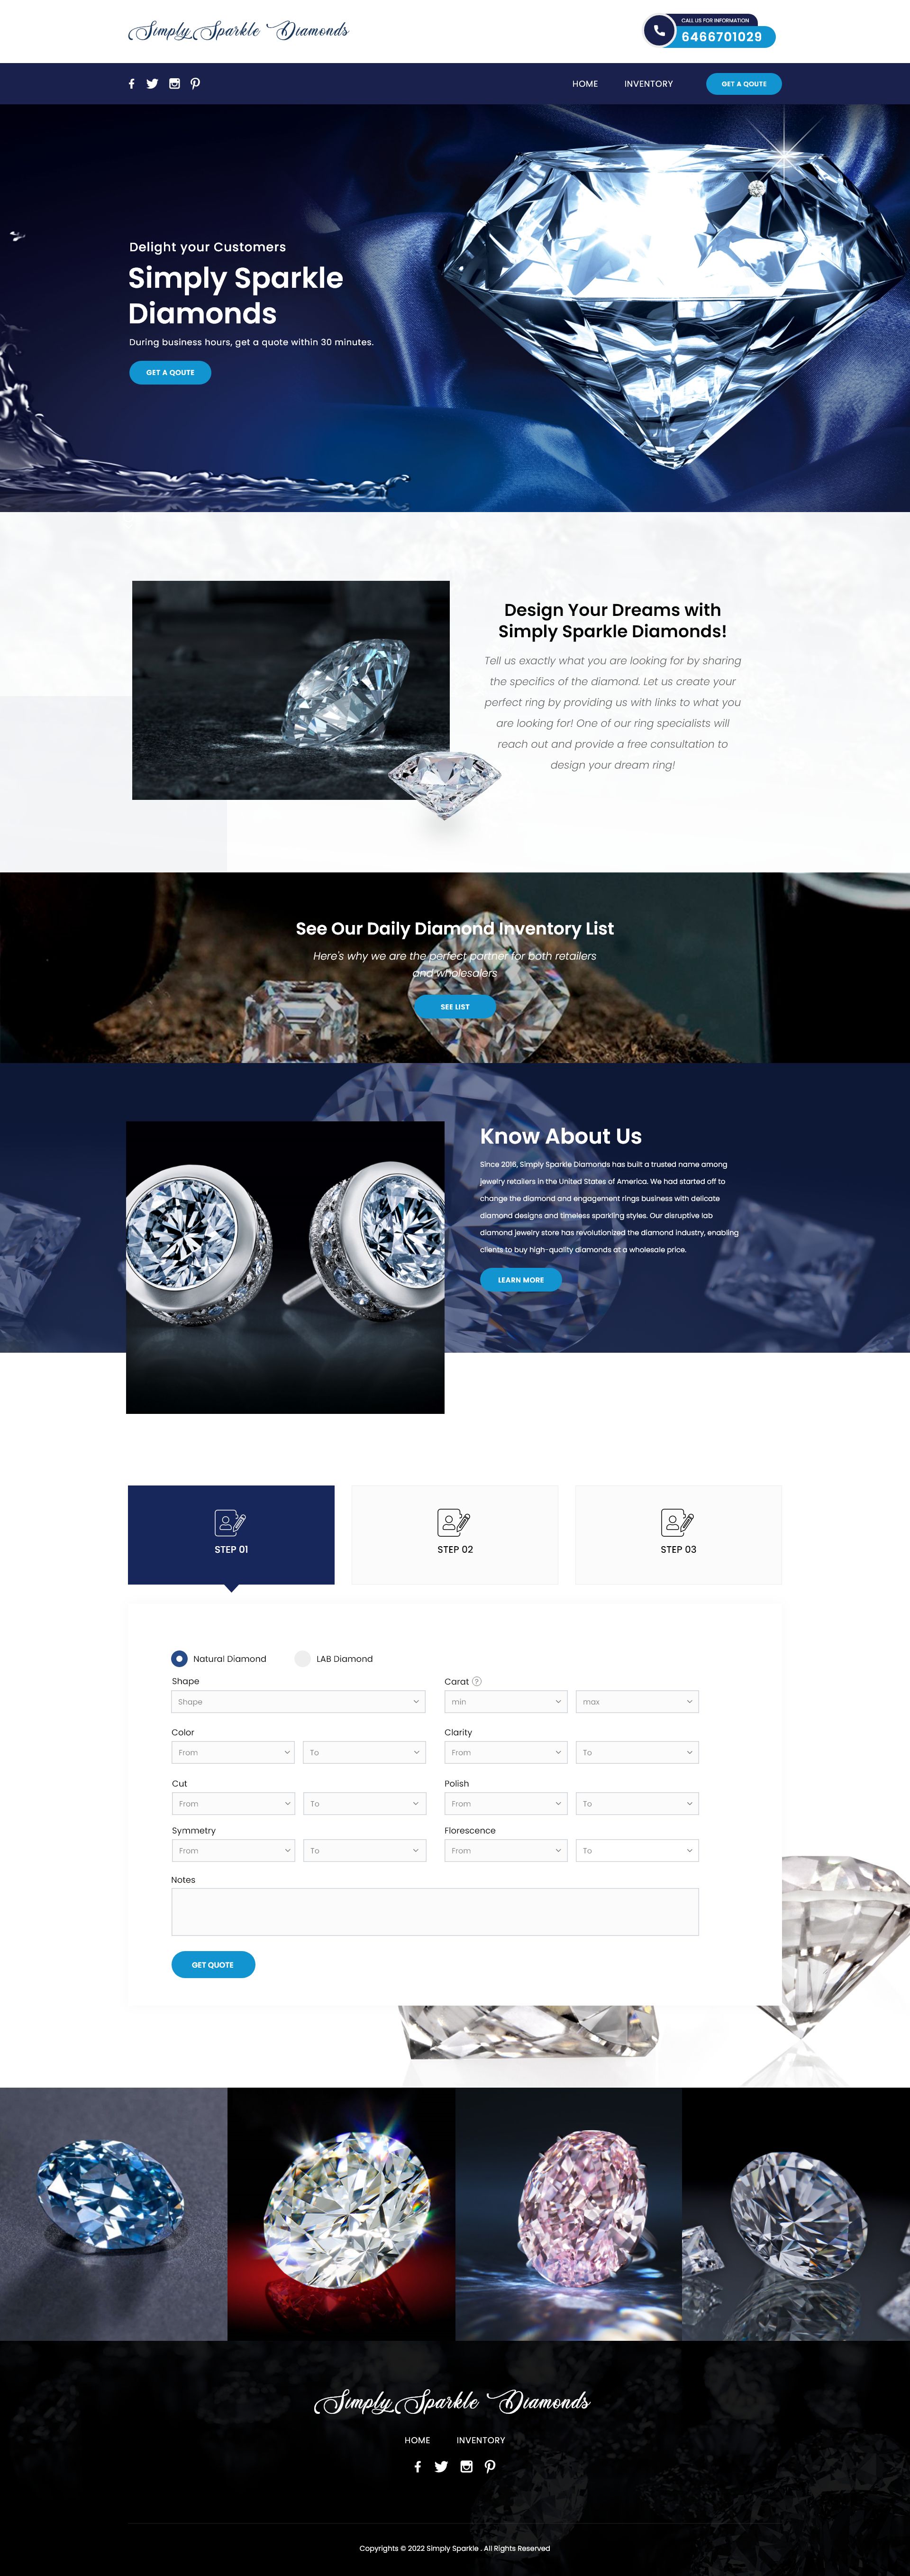 Simply Sparkle Diamonds
CALL US FOR INFORMATION
6466701029
HOME INVENTORY GET A QOUTE
Delight your Customers
Simply Sparkle
Diamonds
During business hours, get a quote within 30 minutes.
GET A QOUTE
Design Your Dreams with
Simply Sparkle Diamonds!
Tell us exactly what you are looking for by sharing
the specifics of the diamond. Let us create your
perfect ring by providing us with links to what you
are looking for! One of our ring specialists will
reach out and provide a free consultation to
design your dream ring!
See Our Daily Diamond Inventory List
Here's why we are the perfect partner for both retailers
and wholesalers
SEE LIST
Know About Us
Since 2016, Simply Sparkle Diamonds has built a trusted name among
jewelry retailers in the United States of America. We had started off to
change the diamond and engagement rings business with delicate
diamond designs and timeless sparkling styles. Our disruptive lab
diamond jewelry store has revolutionized the diamond industry, enabling
clients to buy high-quality diamonds at a wholesale price.
LEARN MORE
STEP 01 STEP 02 STEP 03
Natural Diamond LAB Diamond
Shape Carat ?
Shape min max
Color Clarity
From To From To
Cut Polish
From To From To
Symmetry Florescence
From To From To
Notes
GET QUOTE
Simply Sparkle Diamonds
HOME INVENTORY
Copyrights © 2022 Simply Sparkle . All Rights Reserved